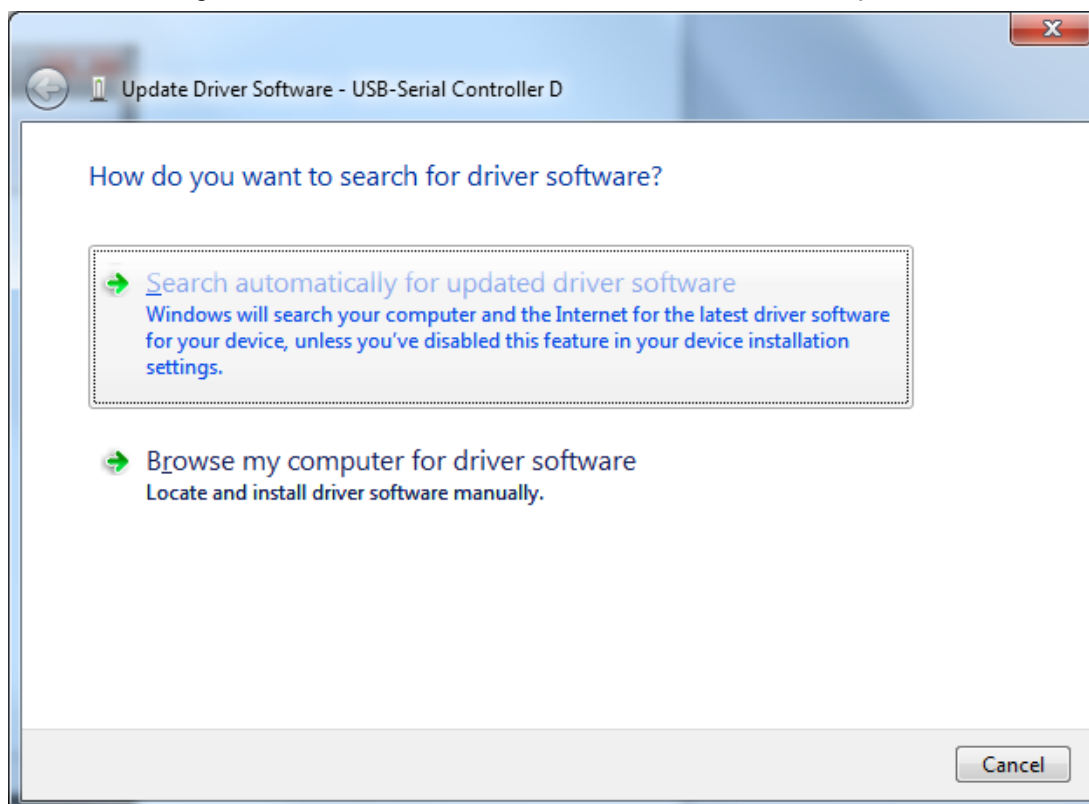 Update Driver Software - USB-Serial Controller D
How do you want to search for driver software?
Search automatically for updated driver software
Windows will search your computer and the Internet for the latest driver software
for your device, unless you've disabled this feature in your device installation
settings.
Browse my computer for driver software
Locate and install driver software manually.
Cancel